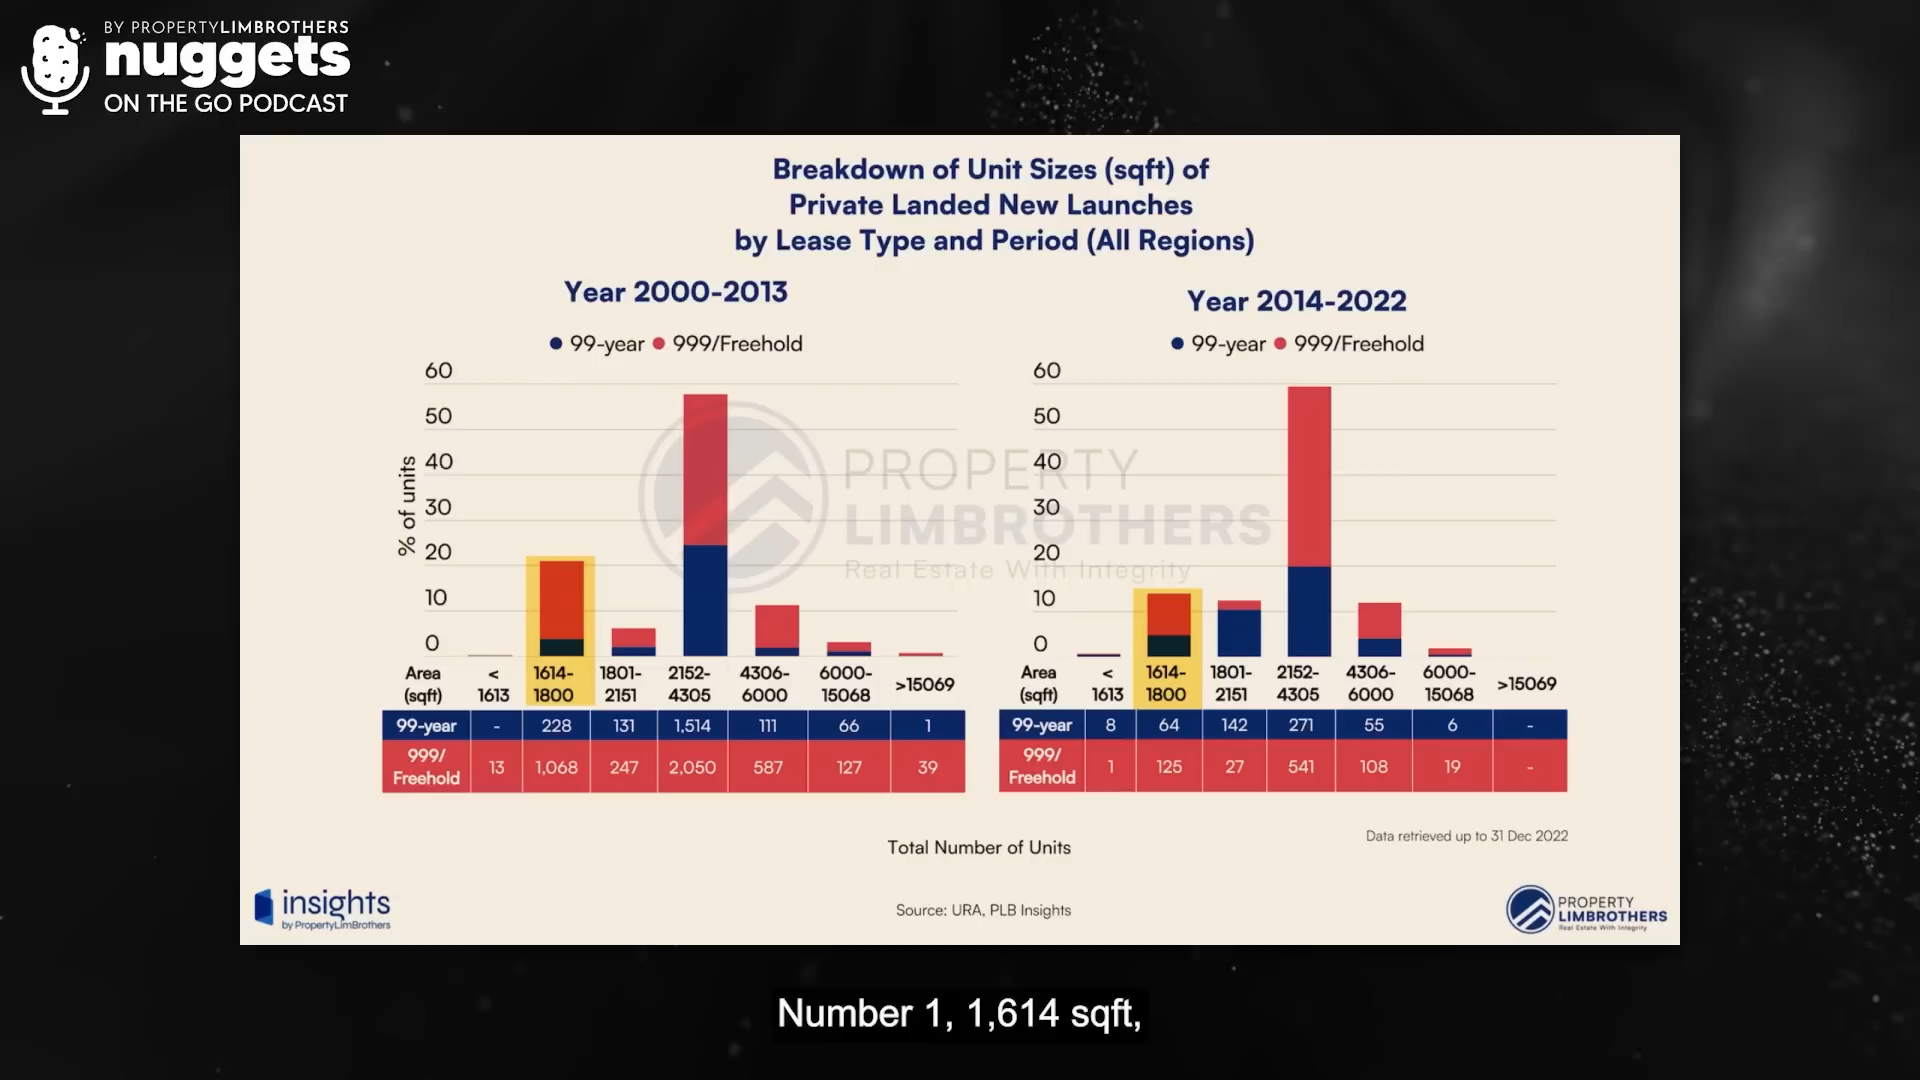 BY PROPERTYLIMBROTHERS
nuggets
ON THE GO PODCAST
Breakdown of Unit Sizes (sqft) of
Private Landed New Launches
by Lease Type and Period (All Regions)
Year 2000-2013
99-year 999/Freehold
60
50
40
30
20
10
0
% of units
Area (sqft) < 1613 1614-1800 1801-2151 2152-4305 4306-6000 6000-15068 >15069
99-year - 228 131 1,514 111 66 1
999/Freehold 13 1,068 247 2,050 587 127 39
Year 2014-2022
99-year 999/Freehold
60
50
40
30
20
10
0
Area (sqft) < 1613 1614-1800 1801-2151 2152-4305 4306-6000 6000-15068 >15069
99-year 8 64 142 271 55 6 -
999/Freehold 1 125 27 541 108 19 -
PROPERTY
LIMBROTHERS
Real Estate With Integrity
Data retrieved up to 31 Dec 2022
Total Number of Units
insights
by PropertyLimBrothers
Source: URA, PLB Insights
PROPERTY
LIMBROTHERS
Real Estate With Integrity
Number 1, 1,614 sqft,